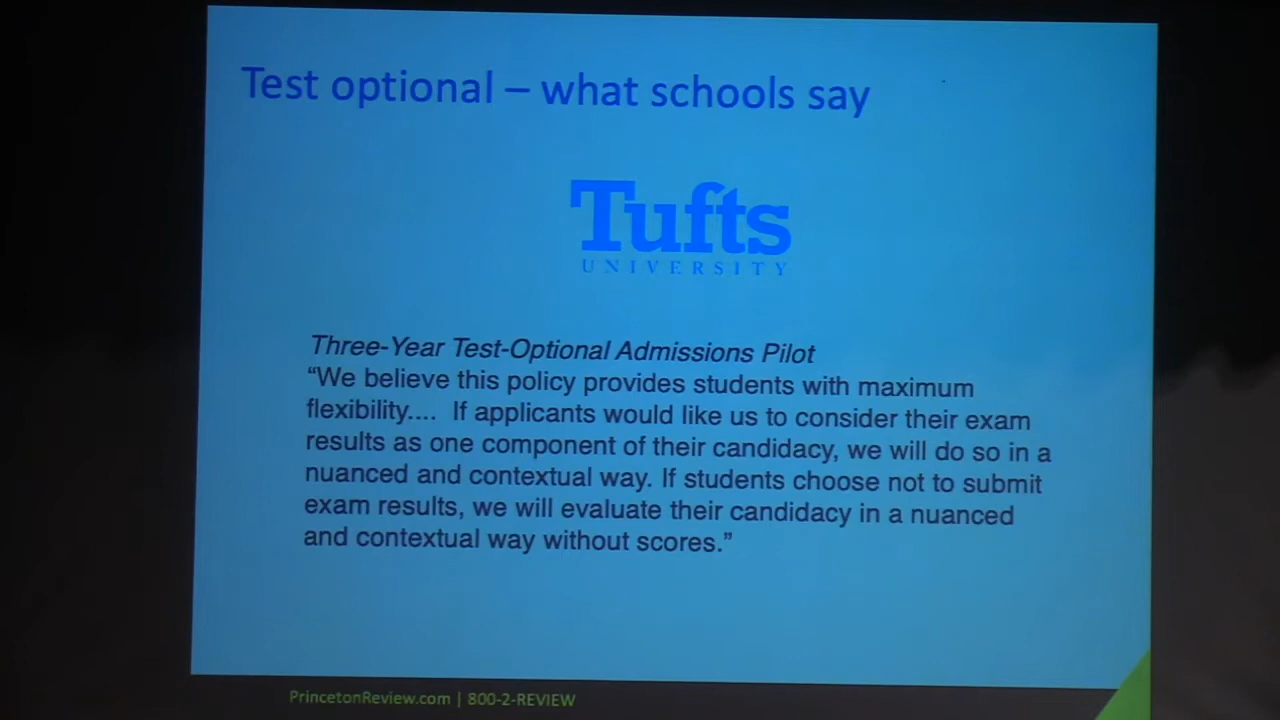 Test optional – what schools say
Tufts
UNIVERSITY
Three-Year Test-Optional Admissions Pilot
“We believe this policy provides students with maximum
flexibility.... If applicants would like us to consider their exam
results as one component of their candidacy, we will do so in a
nuanced and contextual way. If students choose not to submit
exam results, we will evaluate their candidacy in a nuanced
and contextual way without scores.”
PrincetonReview.com | 800-2-REVIEW